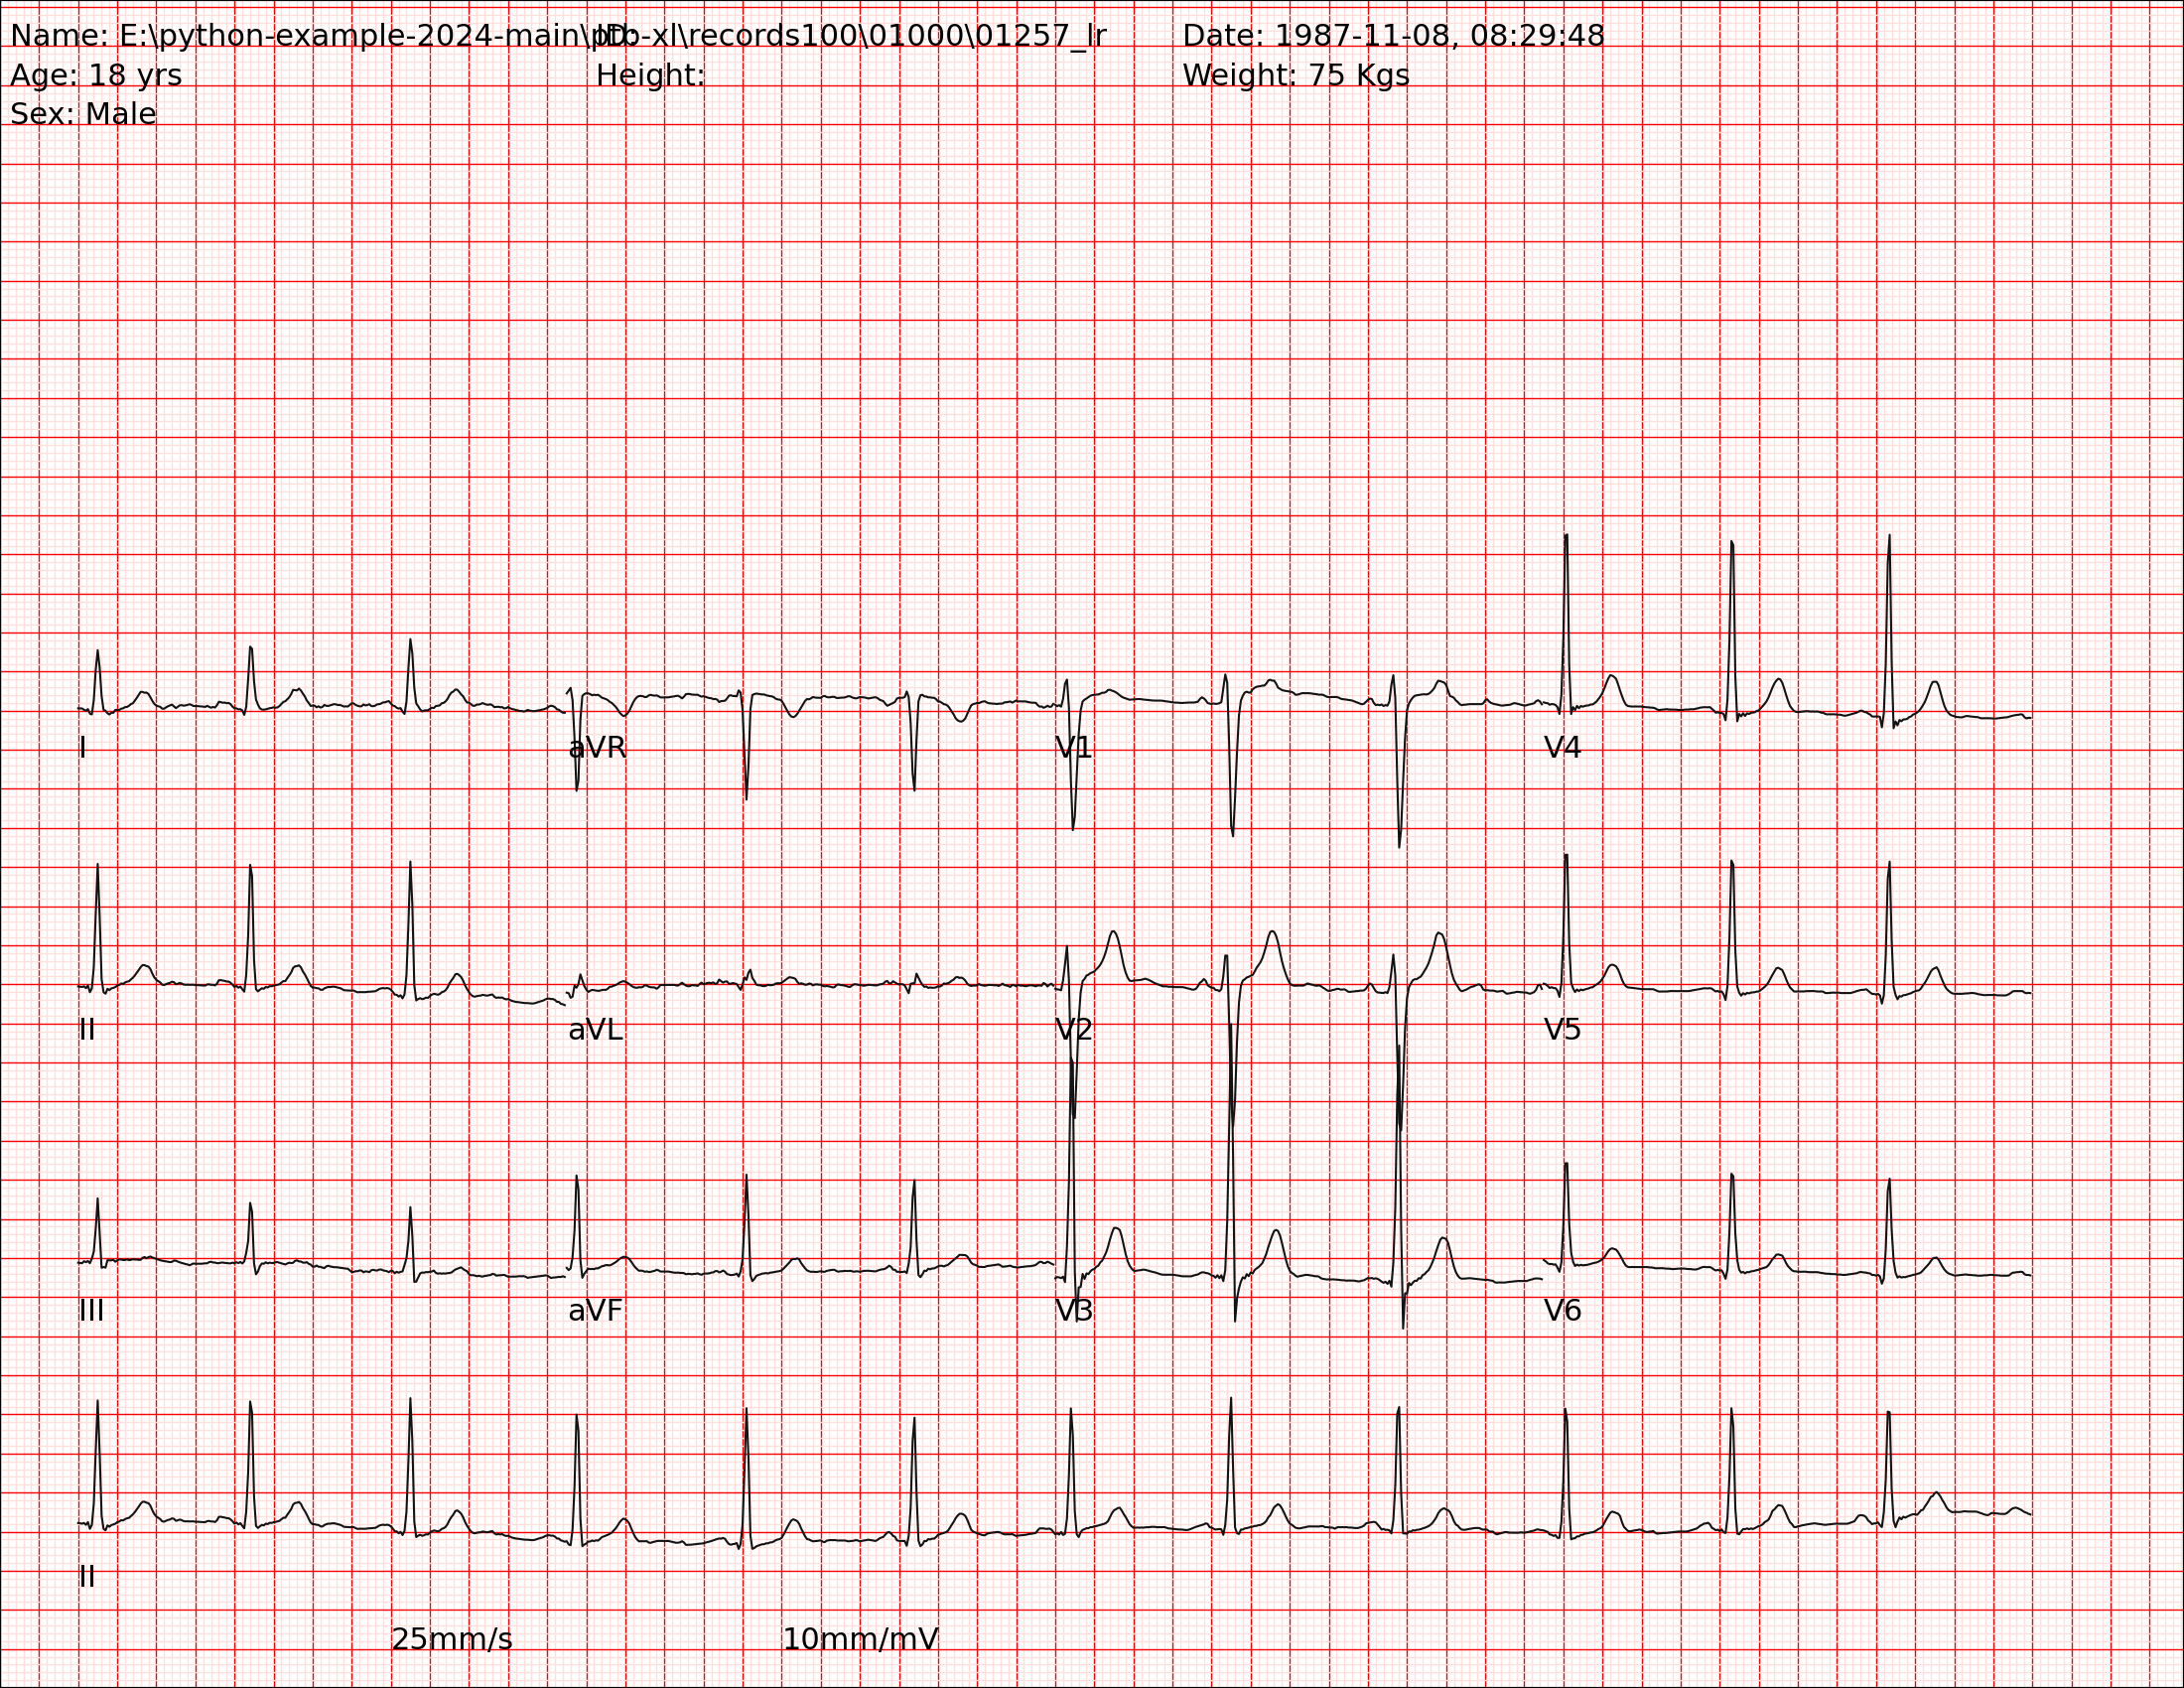 Name: E:\python-example-2024-main\ptb-xl\records100\01000\01257_lr ID: Date: 1987-11-08, 08:29:48
Age: 18 yrs Height: Weight: 75 Kgs
Sex: Male
I aVR V1 V4
II aVL V2 V5
III aVF V3 V6
II
25mm/s 10mm/mV